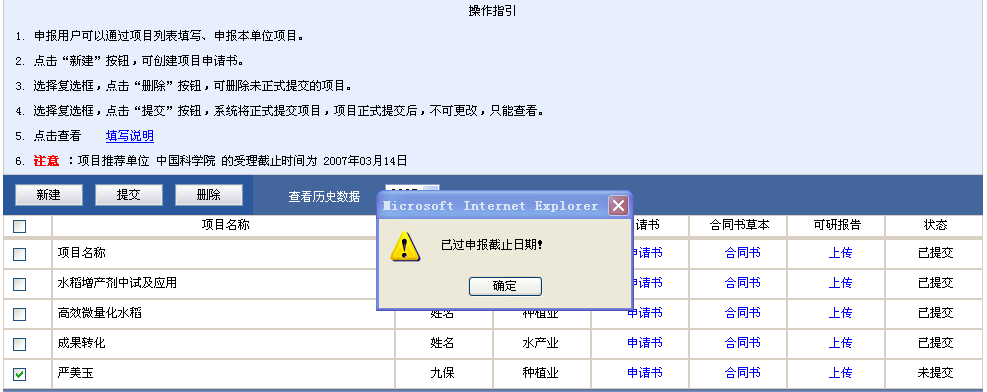 操作指引
1. 申报用户可以通过项目列表填写、申报本单位项目。
2. 点击“新建”按钮，可创建项目申请书。
3. 选择复选框，点击“删除”按钮，可删除未正式提交的项目。
4. 选择复选框，点击“提交”按钮，系统将正式提交项目，项目正式提交后，不可更改，只能查看。
5. 点击查看 填写说明
6. 注意 ：项目推荐单位 中国科学院 的受理截止时间为 2007年03月14日
新建 提交 删除 查看历史数据
Microsoft Internet Explorer
已过申报截止日期!
确定
项目名称 请书 合同书草本 可研报告 状态
项目名称 申请书 合同书 上传 已提交
水稻增产剂中试及应用 申请书 合同书 上传 已提交
高效微量化水稻 姓名 种植业 申请书 合同书 上传 已提交
成果转化 姓名 水产业 申请书 合同书 上传 已提交
严美玉 九保 种植业 申请书 合同书 上传 未提交